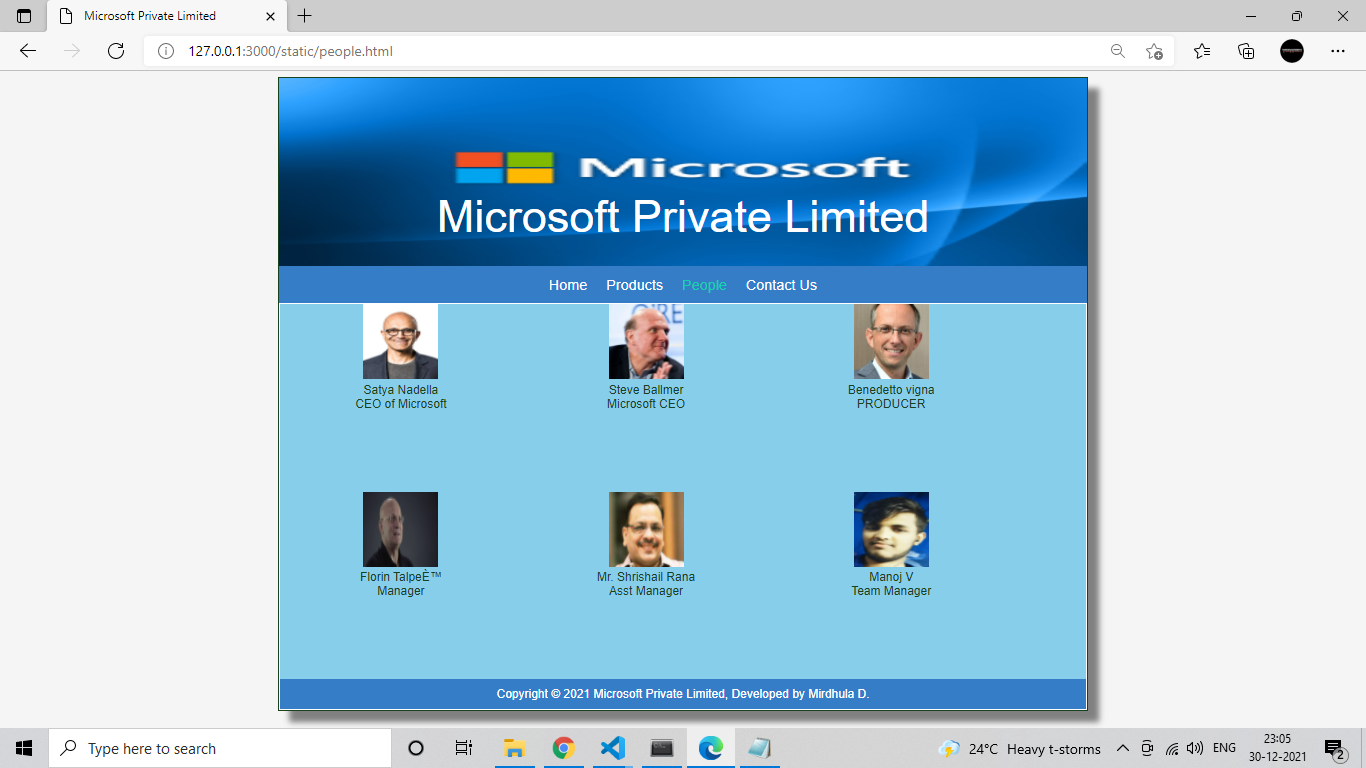 Microsoft Private Limited
127.0.0.1:3000/static/people.html
Microsoft
Microsoft Private Limited
Home Products People Contact Us
Satya Nadella
CEO of Microsoft
Steve Ballmer
Microsoft CEO
Benedetto vigna
PRODUCER
Florin TalpeÈ™
Manager
Mr. Shrishail Rana
Asst Manager
Manoj V
Team Manager
Copyright © 2021 Microsoft Private Limited, Developed by Mirdhula D.
Type here to search
24°C Heavy t-storms
ENG
23:05
30-12-2021
2